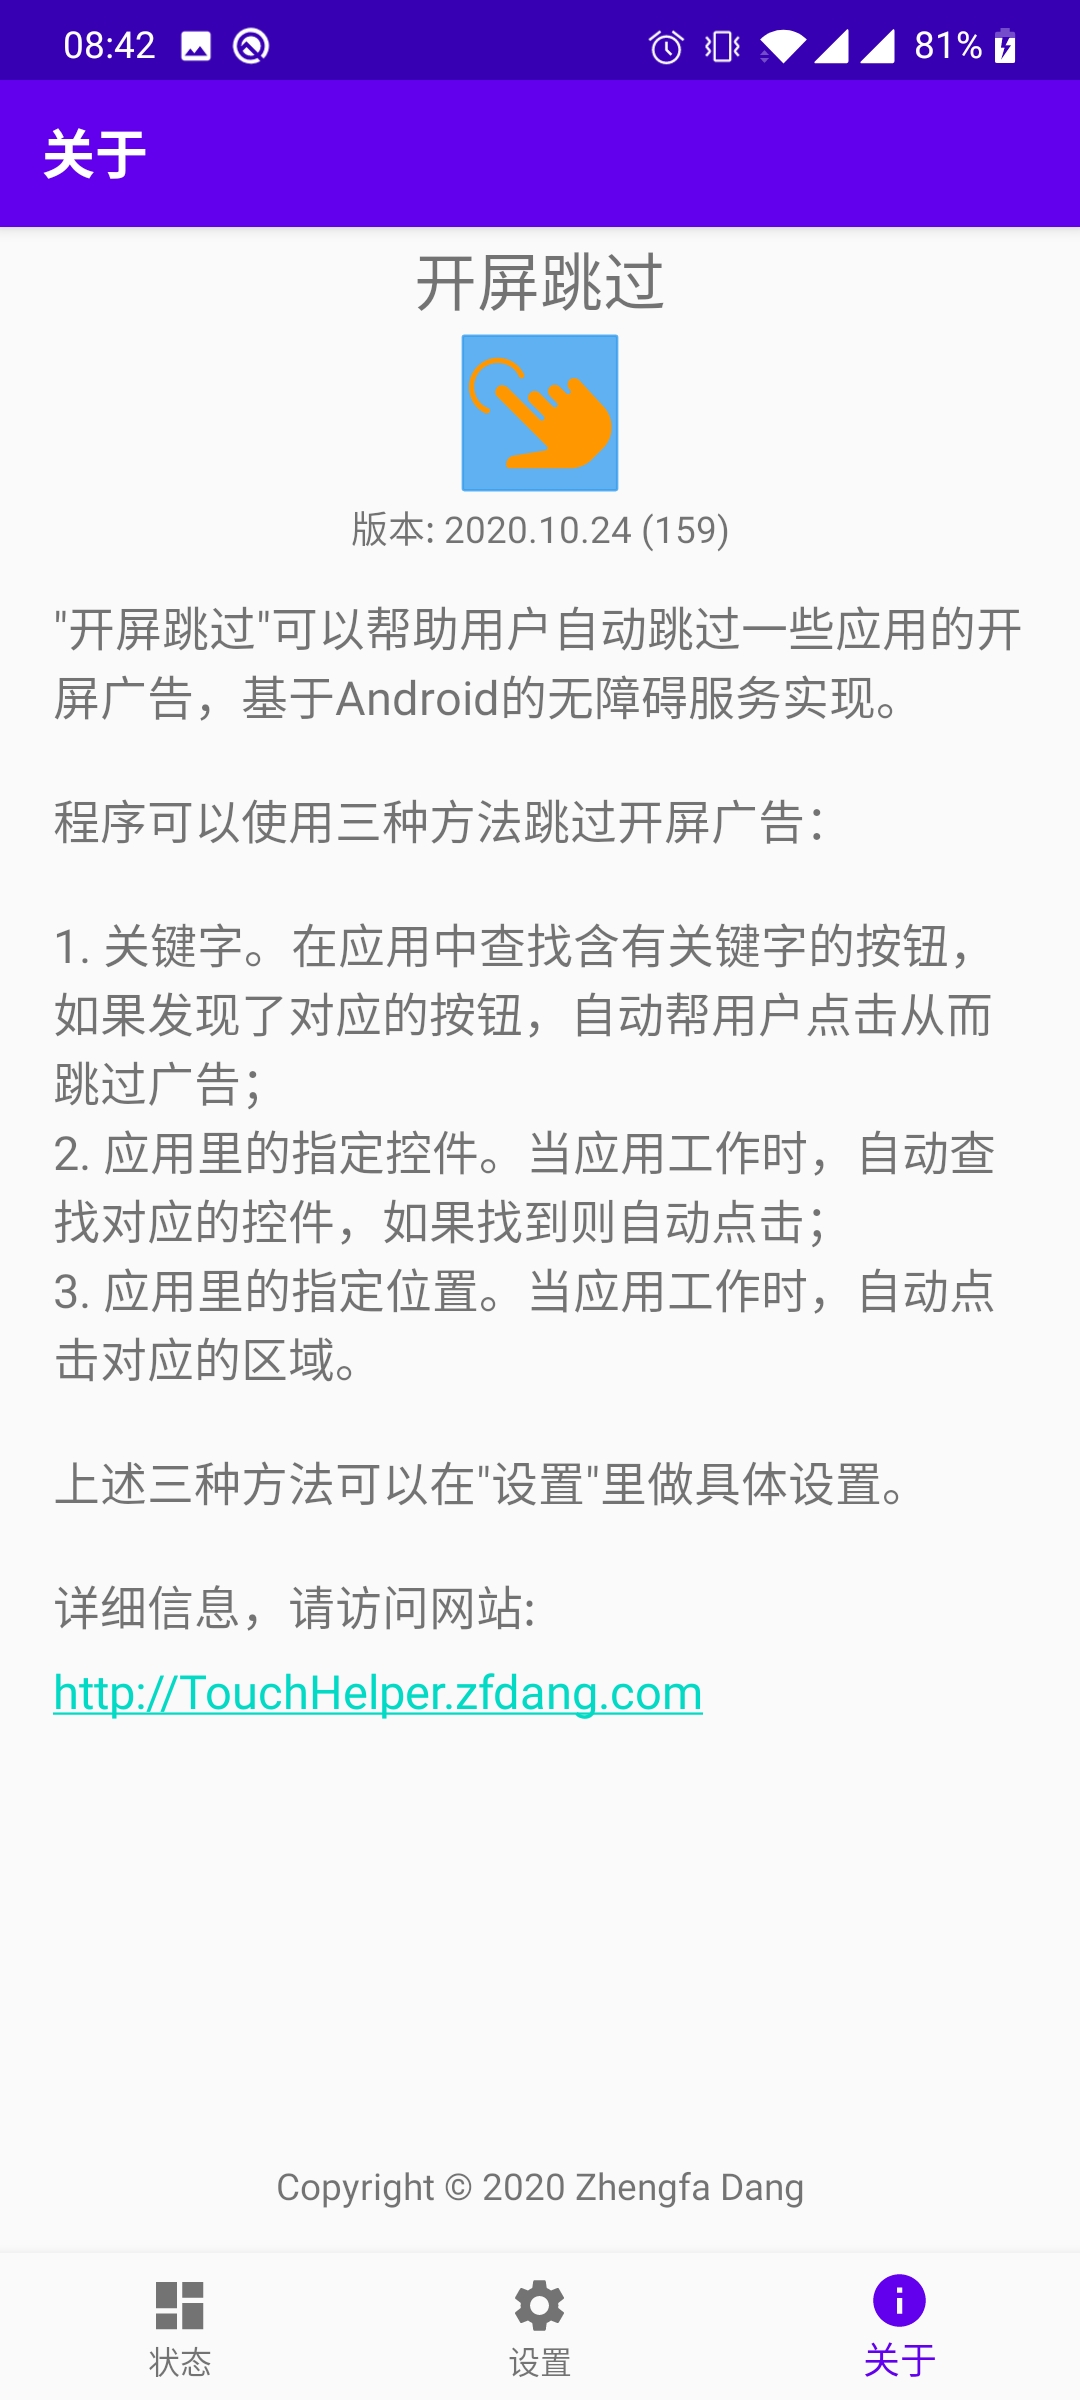 08:42
81%
关于
开屏跳过
版本: 2020.10.24 (159)
"开屏跳过"可以帮助用户自动跳过一些应用的开
屏广告，基于Android的无障碍服务实现。
程序可以使用三种方法跳过开屏广告：
1. 关键字。在应用中查找含有关键字的按钮，
如果发现了对应的按钮，自动帮用户点击从而
跳过广告；
2. 应用里的指定控件。当应用工作时，自动查
找对应的控件，如果找到则自动点击；
3. 应用里的指定位置。当应用工作时，自动点
击对应的区域。
上述三种方法可以在"设置"里做具体设置。
详细信息，请访问网站:
http://TouchHelper.zfdang.com
Copyright © 2020 Zhengfa Dang
状态
设置
关于